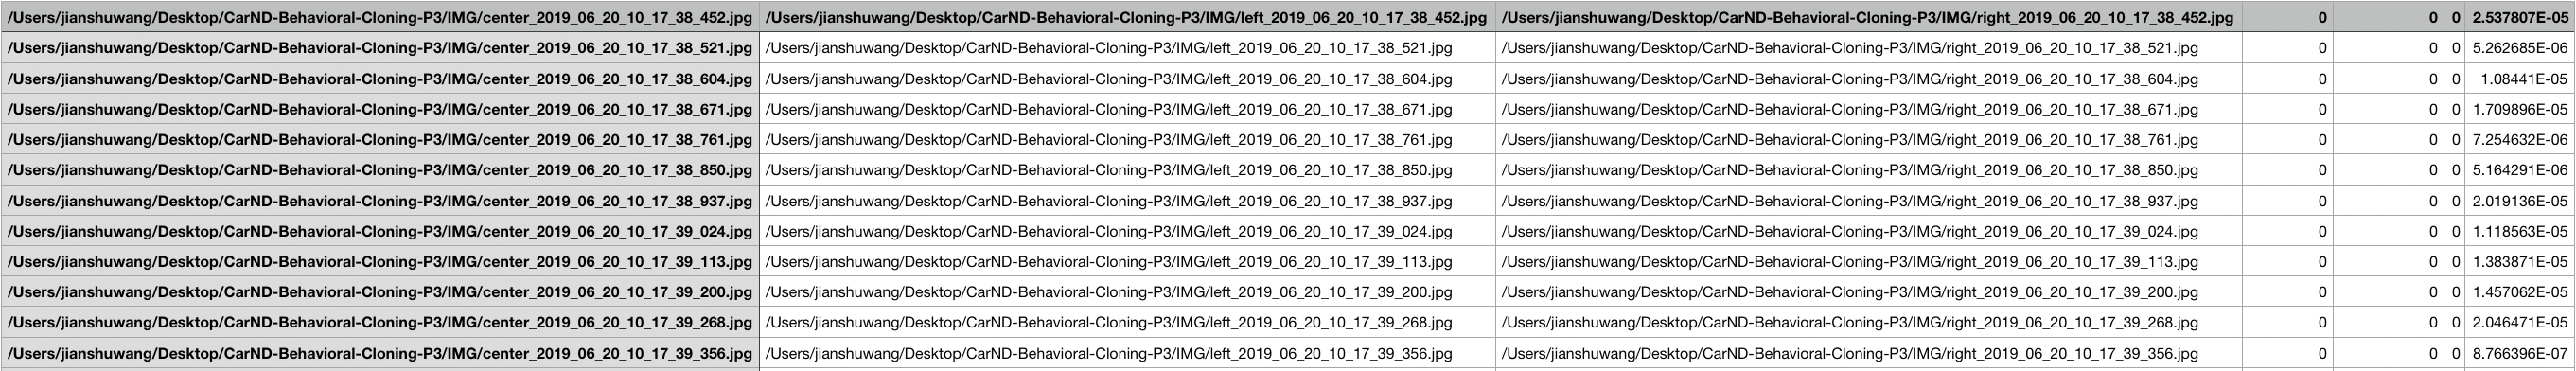 /Users/jianshuwang/Desktop/CarND-Behavioral-Cloning-P3/IMG/center_2019_06_20_10_17_38_452.jpg /Users/jianshuwang/Desktop/CarND-Behavioral-Cloning-P3/IMG/left_2019_06_20_10_17_38_452.jpg /Users/jianshuwang/Desktop/CarND-Behavioral-Cloning-P3/IMG/right_2019_06_20_10_17_38_452.jpg 0 0 0 2.537807E-05
/Users/jianshuwang/Desktop/CarND-Behavioral-Cloning-P3/IMG/center_2019_06_20_10_17_38_521.jpg /Users/jianshuwang/Desktop/CarND-Behavioral-Cloning-P3/IMG/left_2019_06_20_10_17_38_521.jpg /Users/jianshuwang/Desktop/CarND-Behavioral-Cloning-P3/IMG/right_2019_06_20_10_17_38_521.jpg 0 0 0 5.262685E-06
/Users/jianshuwang/Desktop/CarND-Behavioral-Cloning-P3/IMG/center_2019_06_20_10_17_38_604.jpg /Users/jianshuwang/Desktop/CarND-Behavioral-Cloning-P3/IMG/left_2019_06_20_10_17_38_604.jpg /Users/jianshuwang/Desktop/CarND-Behavioral-Cloning-P3/IMG/right_2019_06_20_10_17_38_604.jpg 0 0 0 1.08441E-05
/Users/jianshuwang/Desktop/CarND-Behavioral-Cloning-P3/IMG/center_2019_06_20_10_17_38_671.jpg /Users/jianshuwang/Desktop/CarND-Behavioral-Cloning-P3/IMG/left_2019_06_20_10_17_38_671.jpg /Users/jianshuwang/Desktop/CarND-Behavioral-Cloning-P3/IMG/right_2019_06_20_10_17_38_671.jpg 0 0 0 1.709896E-05
/Users/jianshuwang/Desktop/CarND-Behavioral-Cloning-P3/IMG/center_2019_06_20_10_17_38_761.jpg /Users/jianshuwang/Desktop/CarND-Behavioral-Cloning-P3/IMG/left_2019_06_20_10_17_38_761.jpg /Users/jianshuwang/Desktop/CarND-Behavioral-Cloning-P3/IMG/right_2019_06_20_10_17_38_761.jpg 0 0 0 7.254632E-06
/Users/jianshuwang/Desktop/CarND-Behavioral-Cloning-P3/IMG/center_2019_06_20_10_17_38_850.jpg /Users/jianshuwang/Desktop/CarND-Behavioral-Cloning-P3/IMG/left_2019_06_20_10_17_38_850.jpg /Users/jianshuwang/Desktop/CarND-Behavioral-Cloning-P3/IMG/right_2019_06_20_10_17_38_850.jpg 0 0 0 5.164291E-06
/Users/jianshuwang/Desktop/CarND-Behavioral-Cloning-P3/IMG/center_2019_06_20_10_17_38_937.jpg /Users/jianshuwang/Desktop/CarND-Behavioral-Cloning-P3/IMG/left_2019_06_20_10_17_38_937.jpg /Users/jianshuwang/Desktop/CarND-Behavioral-Cloning-P3/IMG/right_2019_06_20_10_17_38_937.jpg 0 0 0 2.019136E-05
/Users/jianshuwang/Desktop/CarND-Behavioral-Cloning-P3/IMG/center_2019_06_20_10_17_39_024.jpg /Users/jianshuwang/Desktop/CarND-Behavioral-Cloning-P3/IMG/left_2019_06_20_10_17_39_024.jpg /Users/jianshuwang/Desktop/CarND-Behavioral-Cloning-P3/IMG/right_2019_06_20_10_17_39_024.jpg 0 0 0 1.118563E-05
/Users/jianshuwang/Desktop/CarND-Behavioral-Cloning-P3/IMG/center_2019_06_20_10_17_39_113.jpg /Users/jianshuwang/Desktop/CarND-Behavioral-Cloning-P3/IMG/left_2019_06_20_10_17_39_113.jpg /Users/jianshuwang/Desktop/CarND-Behavioral-Cloning-P3/IMG/right_2019_06_20_10_17_39_113.jpg 0 0 0 1.383871E-05
/Users/jianshuwang/Desktop/CarND-Behavioral-Cloning-P3/IMG/center_2019_06_20_10_17_39_200.jpg /Users/jianshuwang/Desktop/CarND-Behavioral-Cloning-P3/IMG/left_2019_06_20_10_17_39_200.jpg /Users/jianshuwang/Desktop/CarND-Behavioral-Cloning-P3/IMG/right_2019_06_20_10_17_39_200.jpg 0 0 0 1.457062E-05
/Users/jianshuwang/Desktop/CarND-Behavioral-Cloning-P3/IMG/center_2019_06_20_10_17_39_268.jpg /Users/jianshuwang/Desktop/CarND-Behavioral-Cloning-P3/IMG/left_2019_06_20_10_17_39_268.jpg /Users/jianshuwang/Desktop/CarND-Behavioral-Cloning-P3/IMG/right_2019_06_20_10_17_39_268.jpg 0 0 0 2.046471E-05
/Users/jianshuwang/Desktop/CarND-Behavioral-Cloning-P3/IMG/center_2019_06_20_10_17_39_356.jpg /Users/jianshuwang/Desktop/CarND-Behavioral-Cloning-P3/IMG/left_2019_06_20_10_17_39_356.jpg /Users/jianshuwang/Desktop/CarND-Behavioral-Cloning-P3/IMG/right_2019_06_20_10_17_39_356.jpg 0 0 0 8.766396E-07